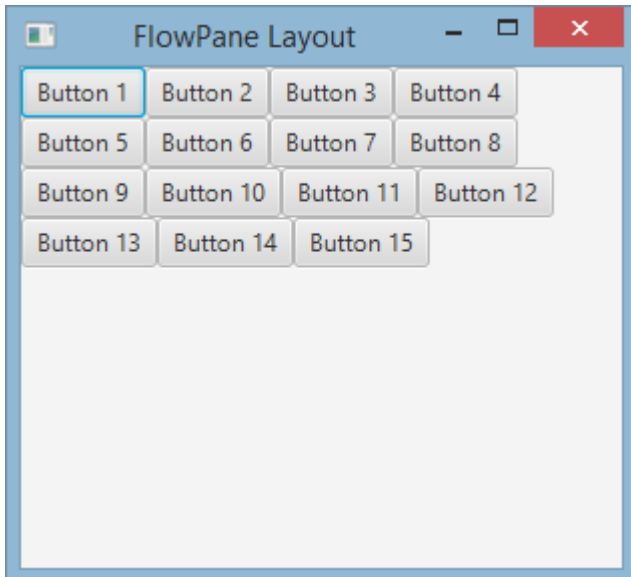 FlowPane Layout
Button 1 Button 2 Button 3 Button 4
Button 5 Button 6 Button 7 Button 8
Button 9 Button 10 Button 11 Button 12
Button 13 Button 14 Button 15